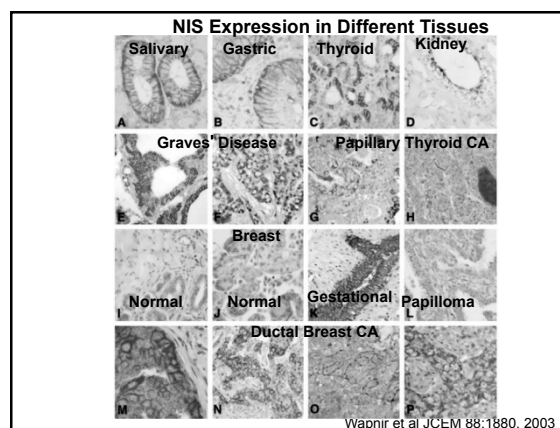 NIS Expression in Different Tissues
Salivary Gastric Thyroid Kidney
A B C D
Graves' Disease Papillary Thyroid CA
E F G H
Breast
Normal Normal Gestational Papilloma
I J K L
Ductal Breast CA
M N O P
Wapnir et al JCEM 88:1880, 2003